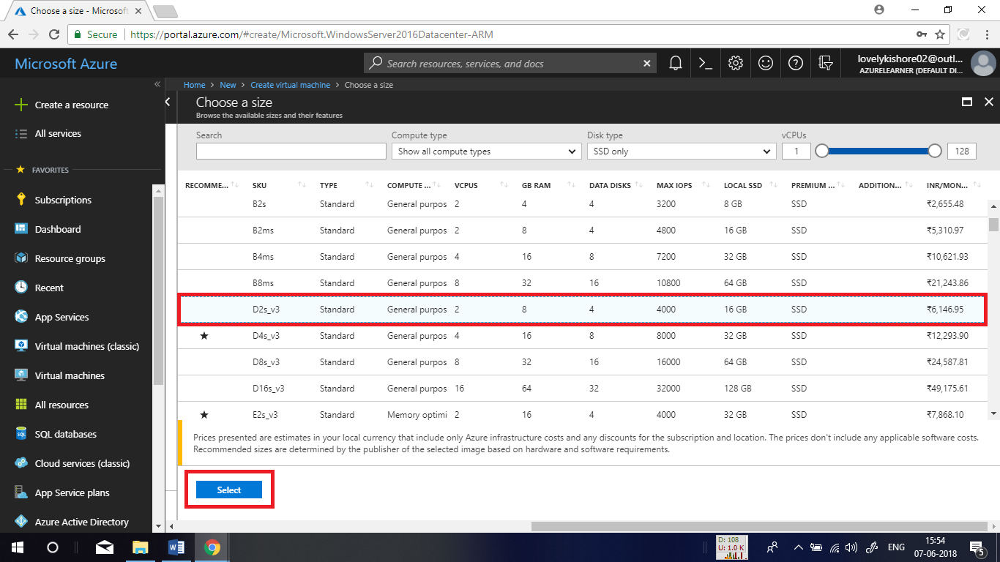 Choose a size - Microsoft
Secure
https://portal.azure.com/#create/Microsoft.WindowsServer2016Datacenter-ARM
Microsoft Azure
Search resources, services, and docs
lovelykishore02@outl...
AZURELEARNER (DEFAULT DI...
Home > New > Create virtual machine > Choose a size
Choose a size
Browse the available sizes and their features
Create a resource
All services
FAVORITES
Subscriptions
Dashboard
Resource groups
Recent
App Services
Virtual machines (classic)
Virtual machines
All resources
SQL databases
Cloud services (classic)
App Service plans
Azure Active Directory
Search Compute type Disk type vCPUs
Show all compute types SSD only 1 128
RECOMME... SKU TYPE COMPUTE ... VCPUS GB RAM DATA DISKS MAX IOPS LOCAL SSD PREMIUM ... ADDITION... INR/MON...
B2s Standard General purpos 2 4 4 3200 8 GB SSD ₹2,655.48
B2ms Standard General purpos 2 8 4 4800 16 GB SSD ₹5,310.97
B4ms Standard General purpos 4 16 8 7200 32 GB SSD ₹10,621.93
B8ms Standard General purpos 8 32 16 10800 64 GB SSD ₹21,243.86
D2s_v3 Standard General purpos 2 8 4 4000 16 GB SSD ₹6,146.95
★ D4s_v3 Standard General purpos 4 16 8 8000 32 GB SSD ₹12,293.90
D8s_v3 Standard General purpos 8 32 16 16000 64 GB SSD ₹24,587.81
D16s_v3 Standard General purpos 16 64 32 32000 128 GB SSD ₹49,175.61
★ E2s_v3 Standard Memory optimi 2 16 4 4000 32 GB SSD ₹7,868.10
Prices presented are estimates in your local currency that include only Azure infrastructure costs and any discounts for the subscription and location. The prices don't include any applicable software costs.
Recommended sizes are determined by the publisher of the selected image based on hardware and software requirements.
Select
D: 108
U: 1.0 K
ENG
15:54
07-06-2018
5